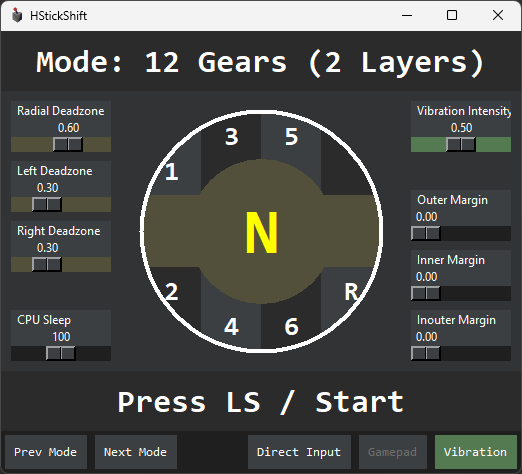 HStickShift
Mode: 12 Gears (2 Layers)
Radial Deadzone
0.60
Left Deadzone
0.30
Right Deadzone
0.30
CPU Sleep
100
3 5
1
N
2 R
4 6
Vibration Intensity
0.50
Outer Margin
0.00
Inner Margin
0.00
Inouter Margin
0.00
Press LS / Start
Prev Mode Next Mode Direct Input Gamepad Vibration